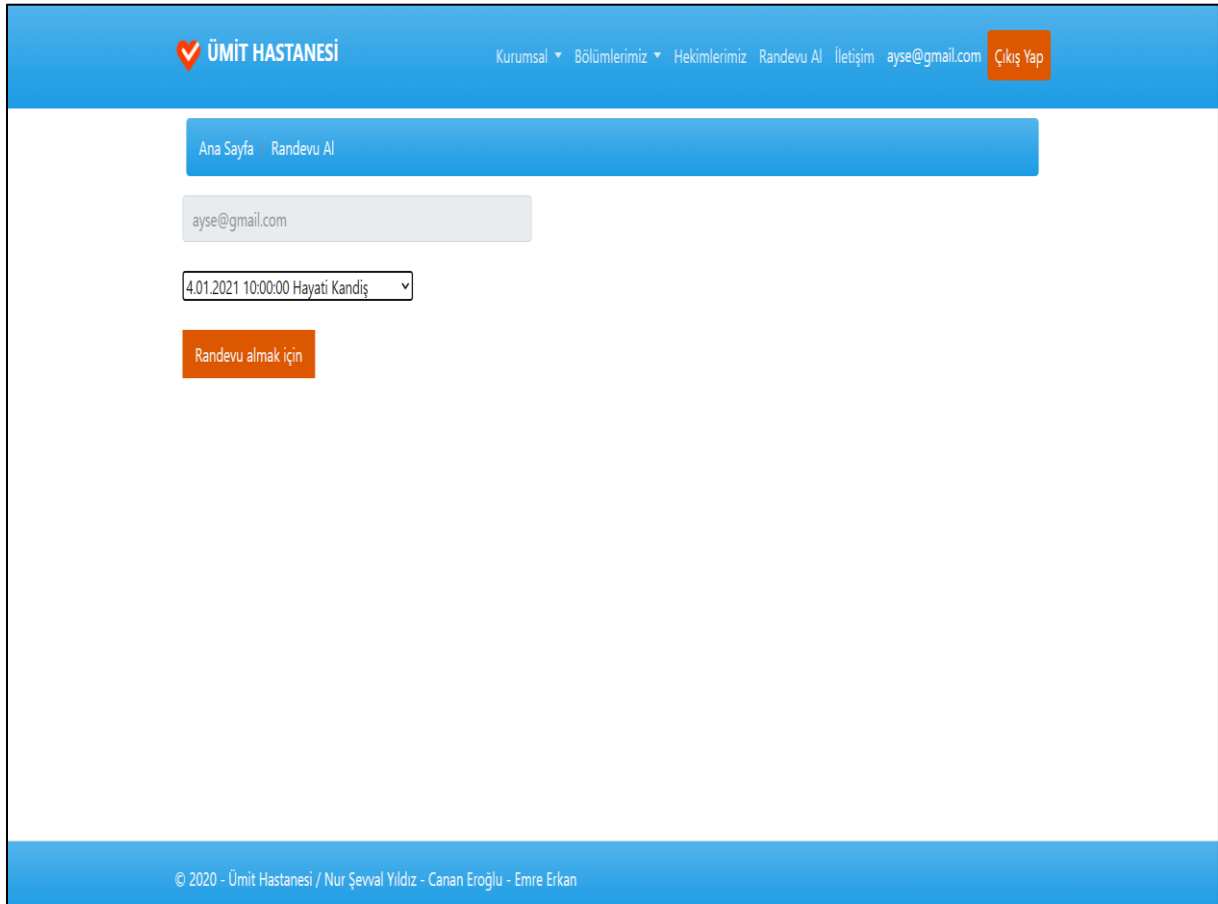 ÜMİT HASTANESİ
Kurumsal Bölümlerimiz Hekimlerimiz Randevu Al İletişim ayse@gmail.com Çıkış Yap
Ana Sayfa / Randevu Al
ayse@gmail.com
4.01.2021 10:00:00 Hayati Kandiş
Randevu almak için
© 2020 - Ümit Hastanesi / Nur Şevval Yıldız - Canan Eroğlu - Emre Erkan